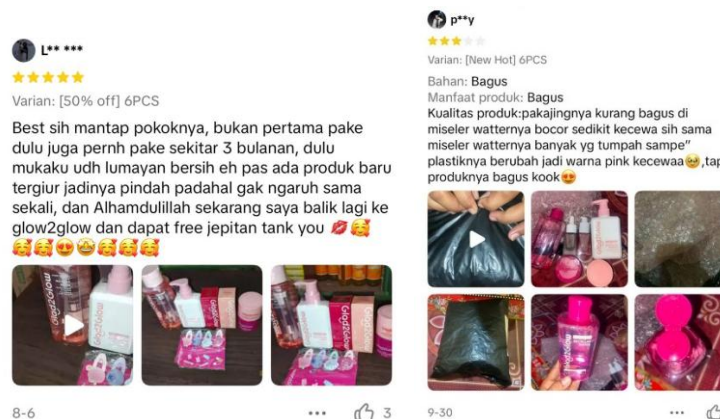 L** ***
Varian: [50% off] 6PCS
Best sih mantap pokoknya, bukan pertama pake
dulu juga pernh pake sekitar 3 bulanan, dulu
mukaku udh lumayan bersih eh pas ada produk baru
tergiur jadinya pindah padahal gak ngaruh sama
sekali, dan Alhamdulillah sekarang saya balik lagi ke
glow2glow dan dapat free jepitan tank you 💋🥰
🥰🥰😍🤩🥰🥰🥰
Glad2Glow
Glad2Glow
8-6
3
p**y
Varian: [New Hot] 6PCS
Bahan: Bagus
Manfaat produk: Bagus
Kualitas produk:pakajingnya kurang bagus di
miseler watternya bocor sedikit kecewa sih sama
miseler watternya banyak yg tumpah sampe”
plastiknya berubah jadi warna pink kecewaa🥹,tap
produknya bagus kook😍
Glad2Glow
9-30